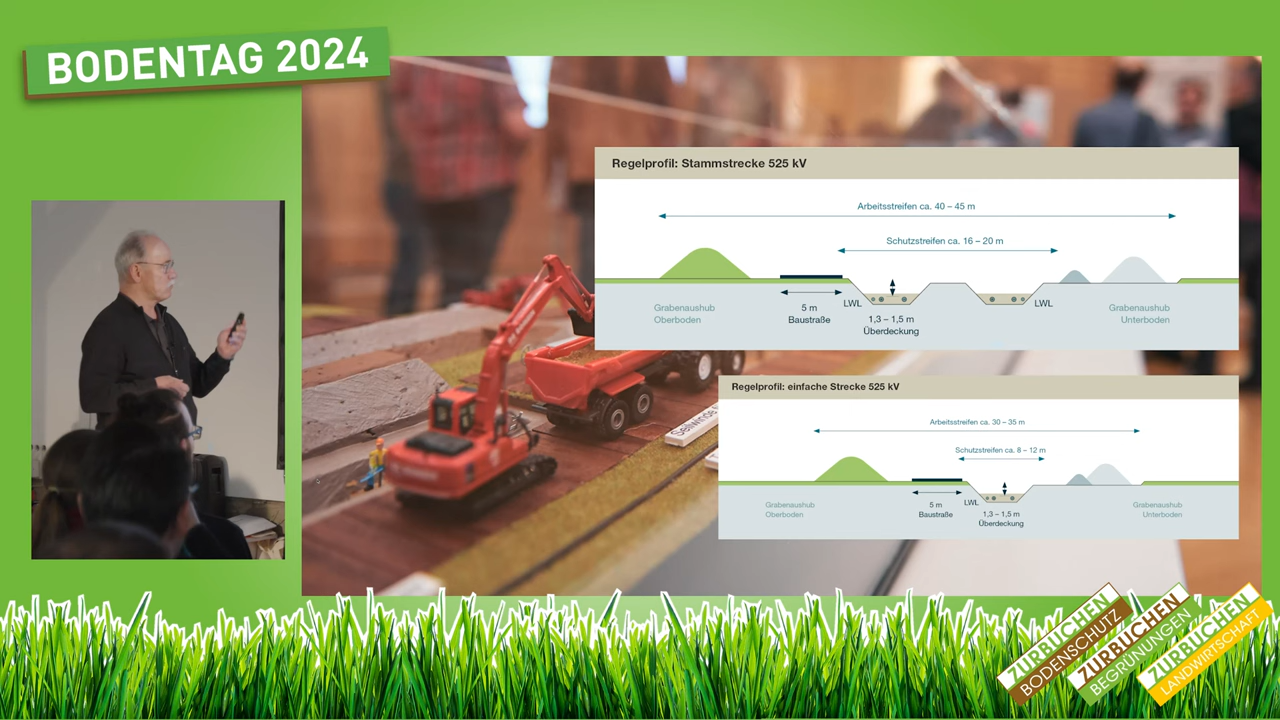 BODENTAG 2024
Regelprofil: Stammstrecke 525 kV
Arbeitsstreifen ca. 40 – 45 m
Schutzstreifen ca. 16 – 20 m
Grabenaushub
Oberboden
5 m
Baustraße
LWL
1,3 – 1,5 m
Überdeckung
LWL
Grabenaushub
Unterboden
Regelprofil: einfache Strecke 525 kV
Arbeitsstreifen ca. 30 – 35 m
Schutzstreifen ca. 8 – 12 m
Grabenaushub
Oberboden
5 m
Baustraße
LWL
1,3 – 1,5 m
Überdeckung
Grabenaushub
Unterboden
Seilwinde
ZURBUCHEN
BODENSCHUTZ
ZURBUCHEN
BEGRÜNUNGEN
ZURBUCHEN
LANDWIRTSCHAFT